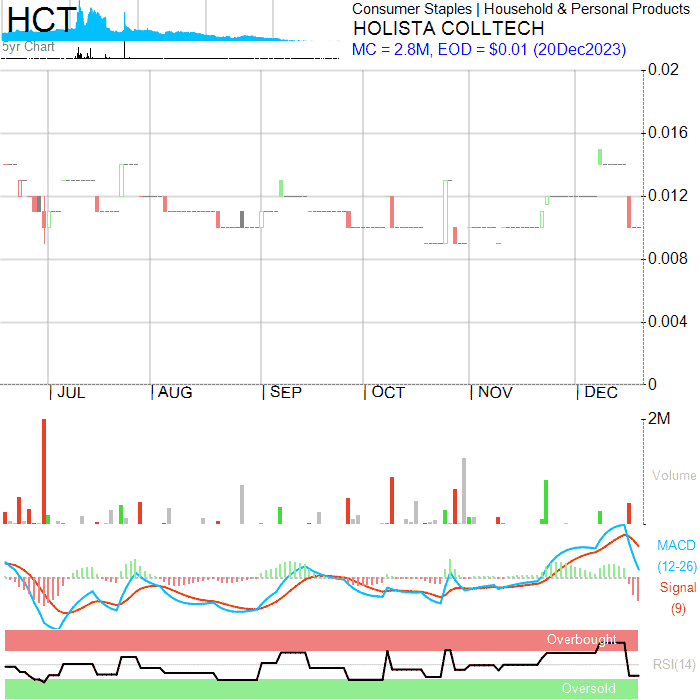 HCT
5yr Chart
Consumer Staples | Household & Personal Products
HOLISTA COLLTECH
MC = 2.8M, EOD = $0.01 (20Dec2023)
0.02
0.016
0.012
0.008
0.004
0
JUL AUG SEP OCT NOV DEC
2M
Volume
MACD
(12-26)
Signal
(9)
Overbought
RSI(14)
Oversold